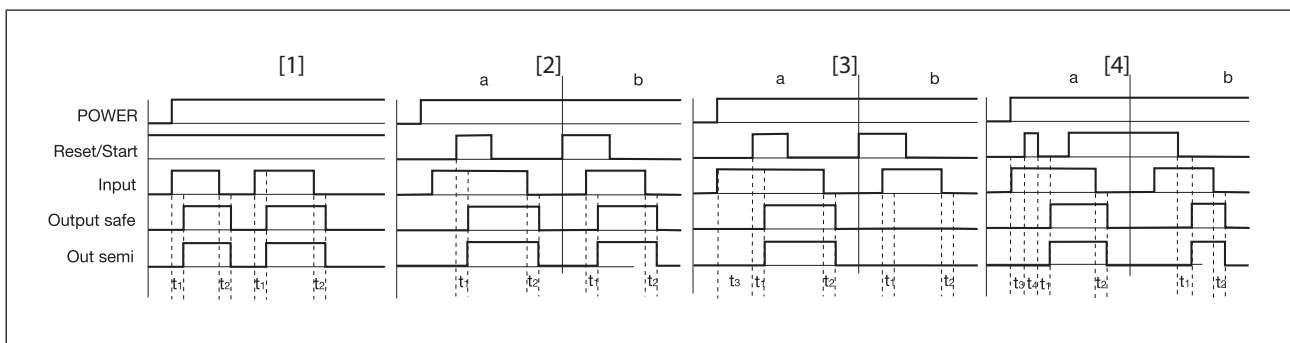 [1] [2] [3] [4]
a b a b a b
POWER
Reset/Start
Input
Output safe
Out semi
t1 t2 t1 t2 t1 t2 t1 t2 t3 t1 t2 t1 t2 t3 t4 t1 t2 t1 t2